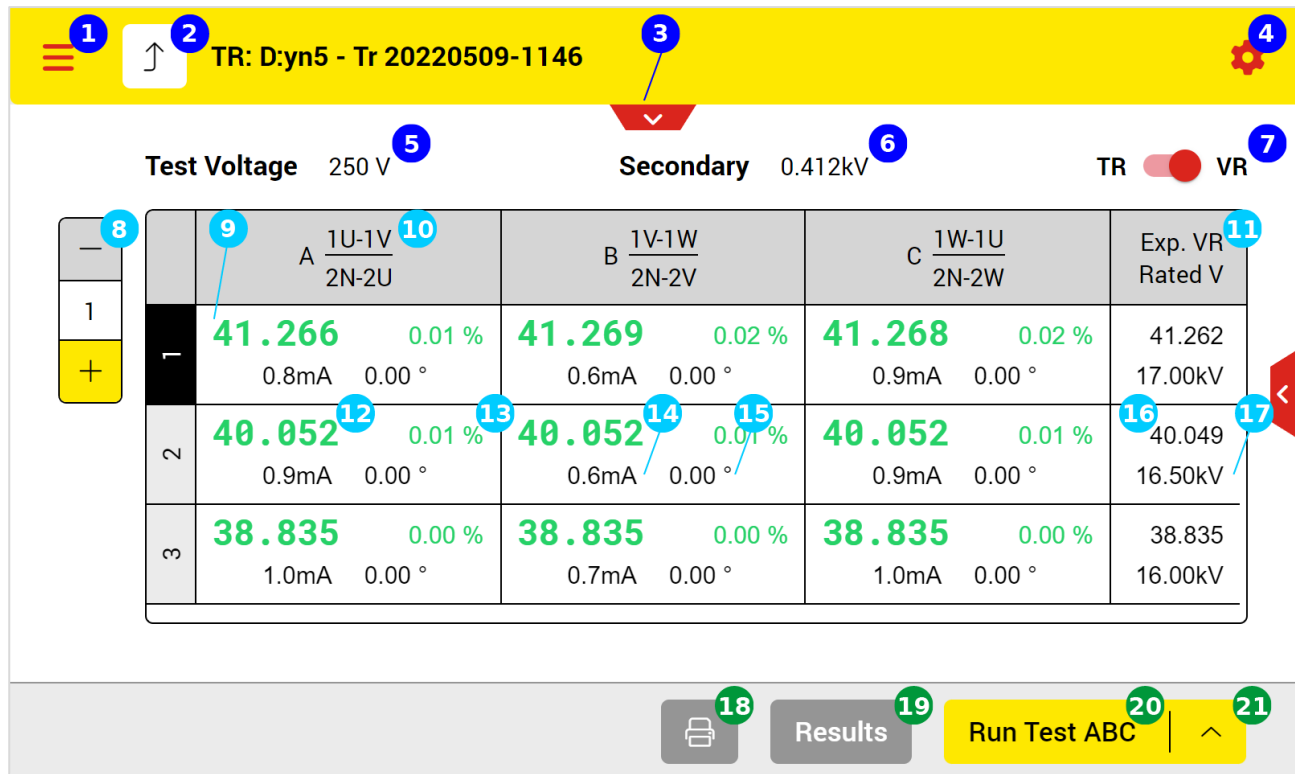 1 2 3 4
TR: D:yn5 - Tr 20220509-1146
5 6 7
Test Voltage 250 V Secondary 0.412kV TR VR
8 9 10 11
A 1U-1V B 1V-1W C 1W-1U Exp. VR
2N-2U 2N-2V 2N-2W Rated V
1
+
1 41.266 0.01 % 41.269 0.02 % 41.268 0.02 % 41.262
0.8mA 0.00 ° 0.6mA 0.00 ° 0.9mA 0.00 ° 17.00kV
12 13 14 15 16 17
2 40.052 0.01 % 40.052 0.01 % 40.052 0.01 % 40.049
0.9mA 0.00 ° 0.6mA 0.00 ° 0.9mA 0.00 ° 16.50kV
3 38.835 0.00 % 38.835 0.00 % 38.835 0.00 % 38.835
1.0mA 0.00 ° 0.7mA 0.00 ° 1.0mA 0.00 ° 16.00kV
18 19 20 21
Results Run Test ABC